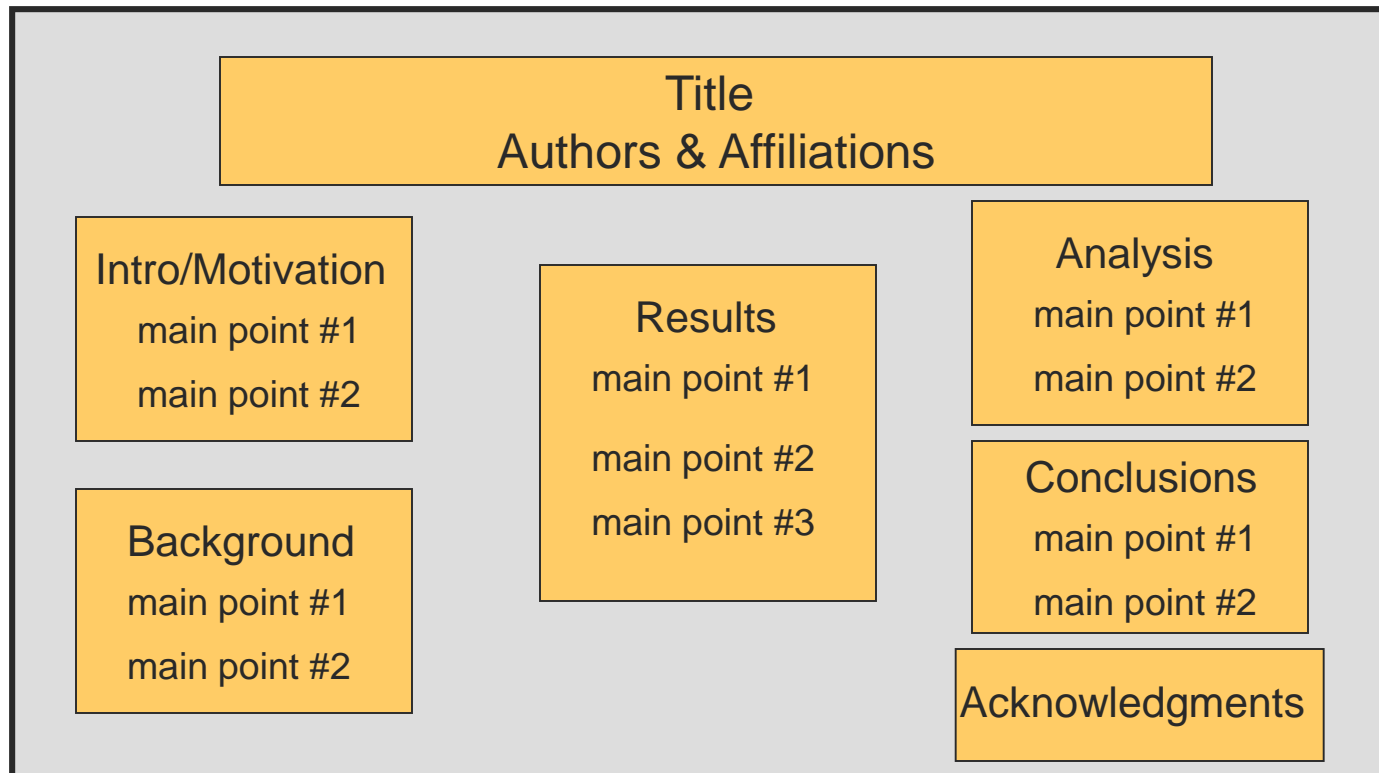 Title
Authors & Affiliations
Intro/Motivation
main point #1
main point #2
Background
main point #1
main point #2
Results
main point #1
main point #2
main point #3
Analysis
main point #1
main point #2
Conclusions
main point #1
main point #2
Acknowledgments